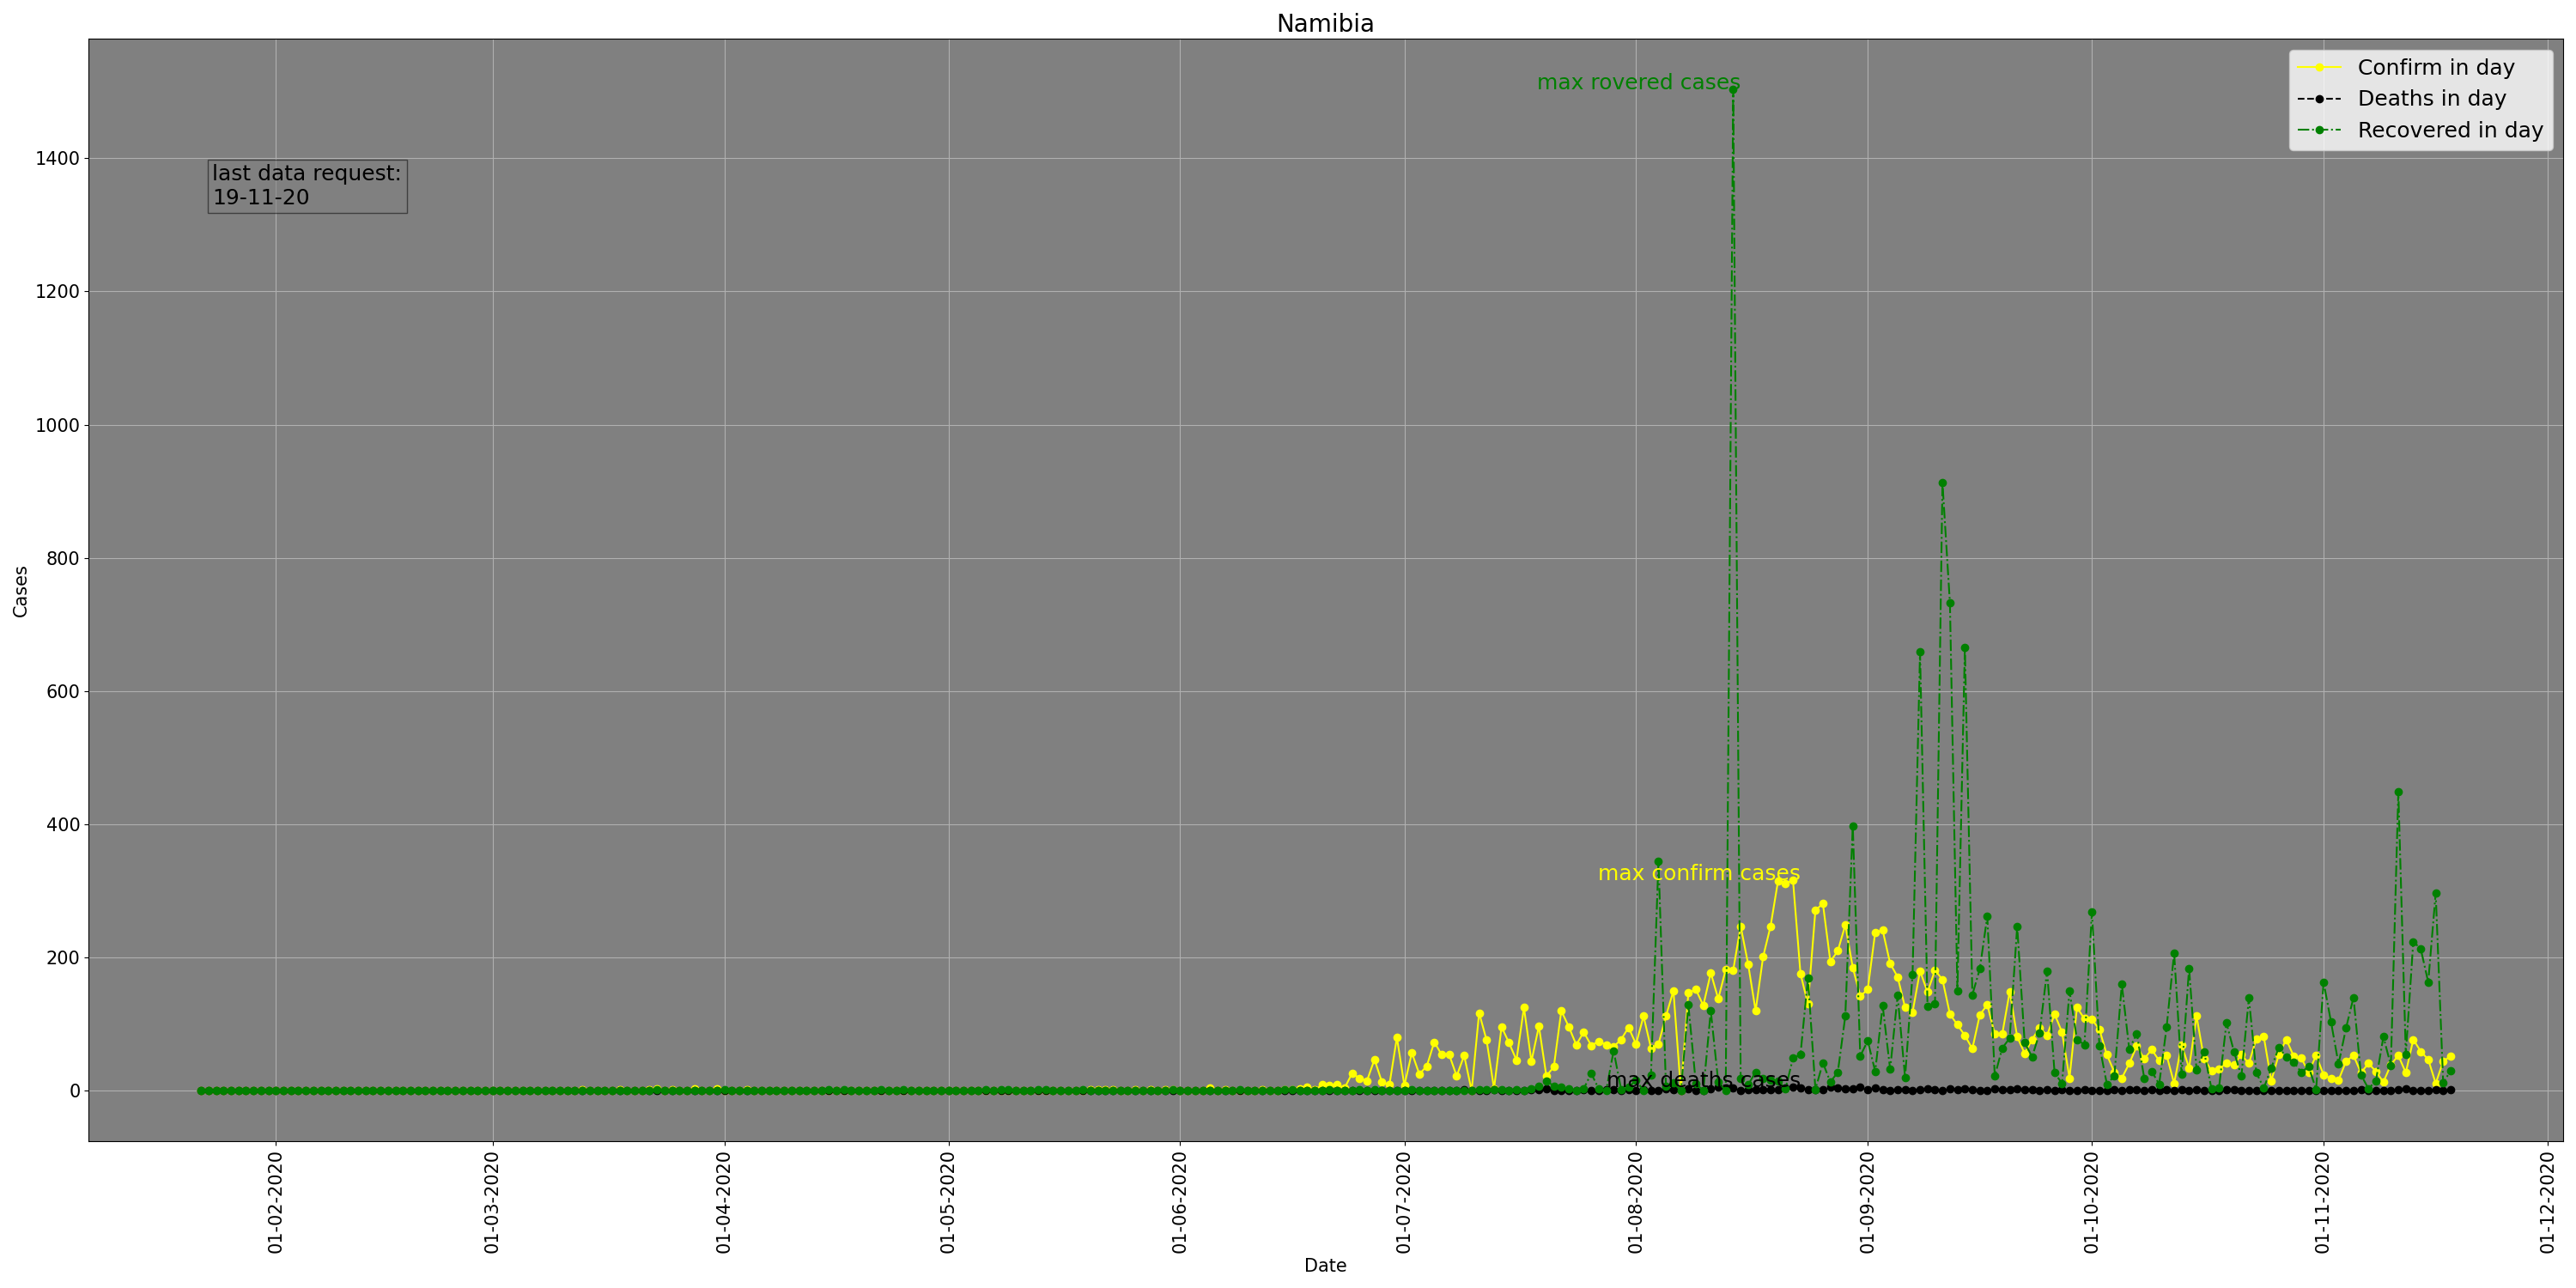 Namibia
max rovered cases
Confirm in day
Deaths in day
Recovered in day
last data request:
19-11-20
max confirm cases
max deaths cases
Cases
1400
1200
1000
800
600
400
200
0
01-02-2020
01-03-2020
01-04-2020
01-05-2020
01-06-2020
01-07-2020
01-08-2020
01-09-2020
01-10-2020
01-11-2020
01-12-2020
Date